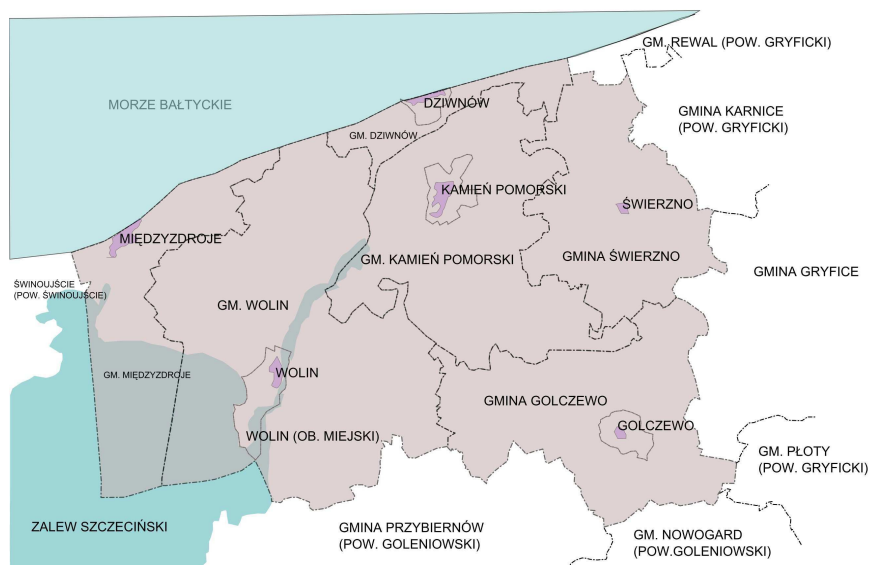 GM. REWAL (POW. GRYFICKI)
MORZE BAŁTYCKIE
DZIWNÓW
GMINA KARNICE
(POW. GRYFICKI)
GM. DZIWNÓW
KAMIEŃ POMORSKI
ŚWIERZNO
MIĘDZYZDROJE
GM. KAMIEŃ POMORSKI
GMINA ŚWIERZNO
GMINA GRYFICE
ŚWINOUJŚCIE
(POW. ŚWINOUJŚCIE)
GM. WOLIN
GM. MIĘDZYZDROJE
WOLIN
GMINA GOLCZEWO
GOLCZEWO
WOLIN (OB. MIEJSKI)
GM. PŁOTY
(POW. GRYFICKI)
ZALEW SZCZECIŃSKI
GMINA PRZYBIERNÓW
(POW. GOLENIOWSKI)
GM. NOWOGARD
(POW.GOLENIOWSKI)